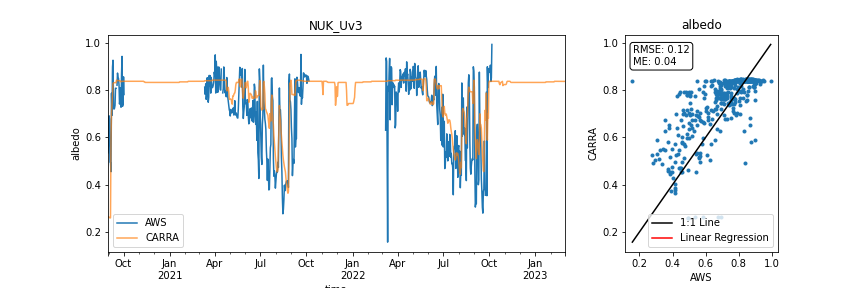 NUK_Uv3
albedo
1.0
0.8
0.6
0.4
0.2
albedo
AWS
CARRA
Oct
Jan
2021
Apr
Jul
Oct
Jan
2022
Apr
Jul
Oct
Jan
2023
time
albedo
RMSE: 0.12
ME: 0.04
1.0
0.8
0.6
0.4
0.2
CARRA
1:1 Line
Linear Regression
0.2
0.4
0.6
0.8
1.0
AWS